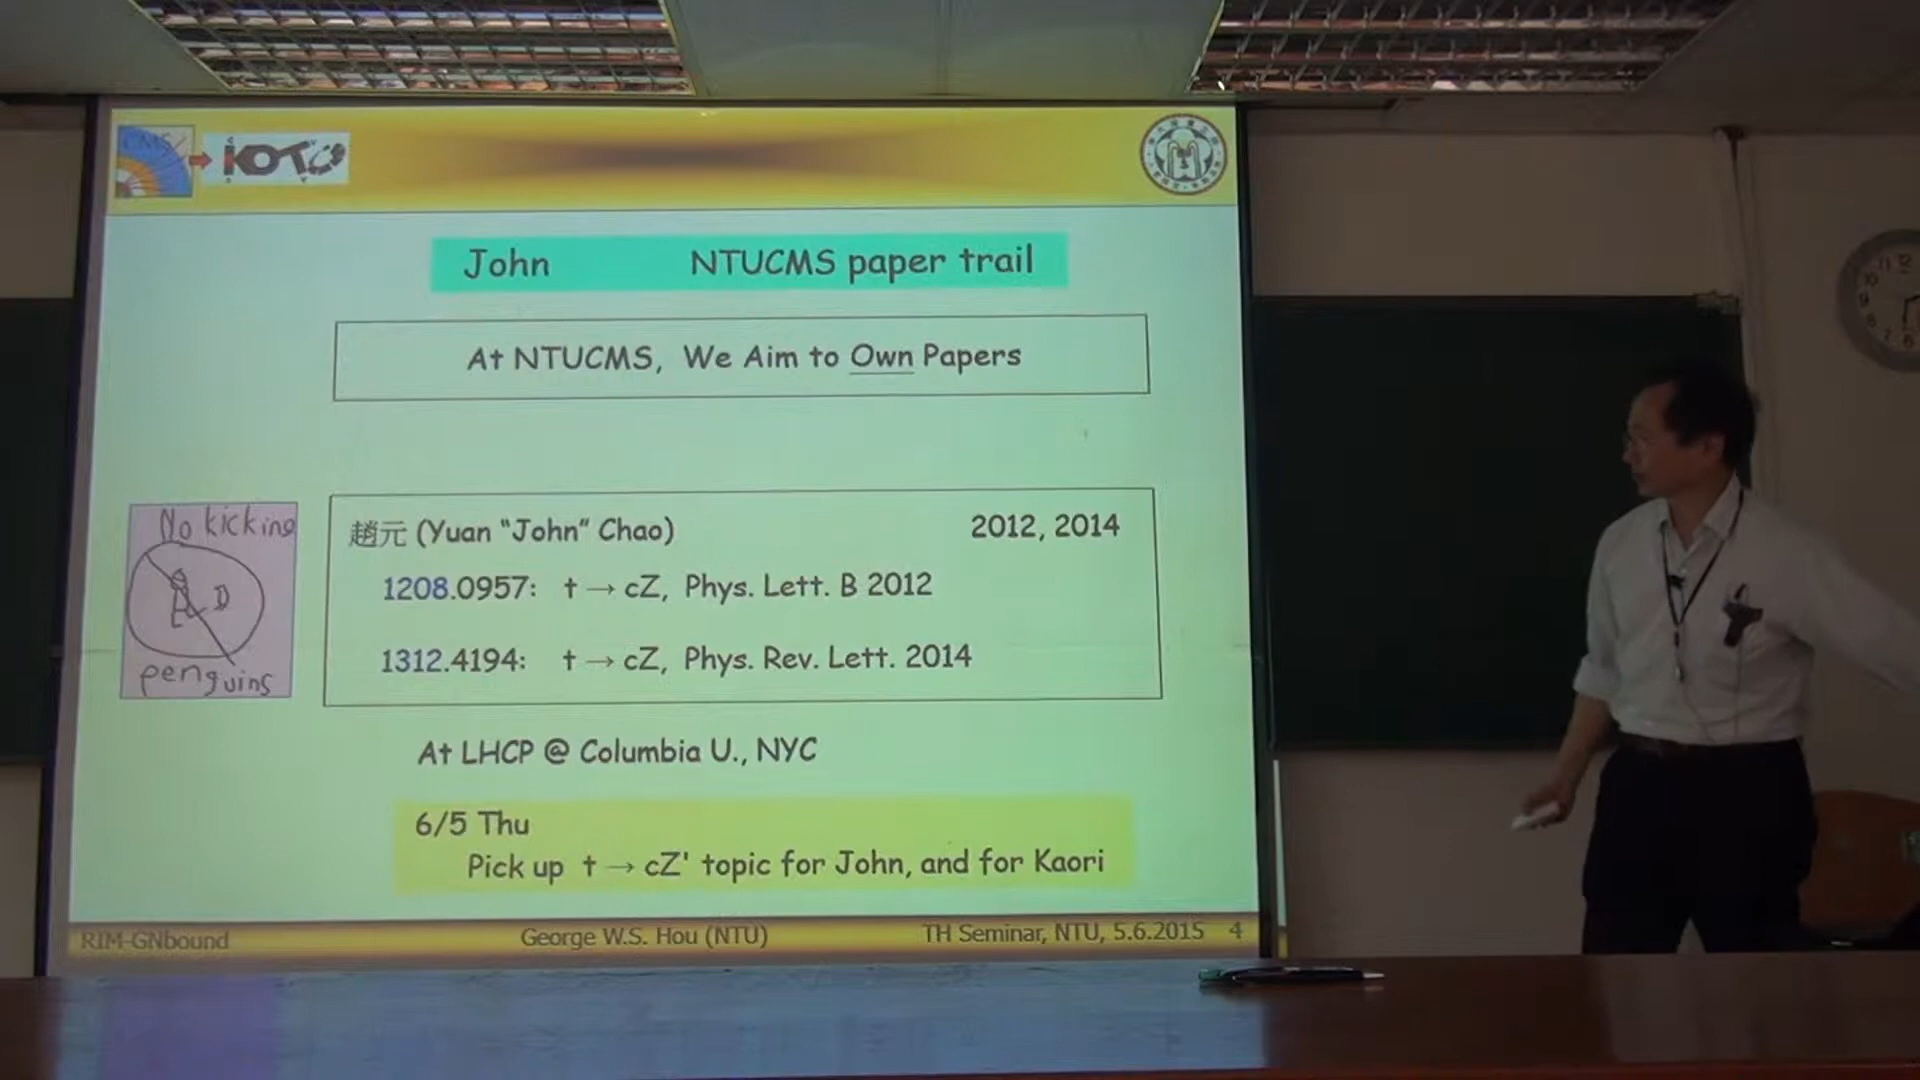 CMS
KOTO
John NTUCMS paper trail
At NTUCMS, We Aim to Own Papers
No kicking
penguins
趙元 (Yuan "John" Chao) 2012, 2014
1208.0957: t → cZ, Phys. Lett. B 2012
1312.4194: t → cZ, Phys. Rev. Lett. 2014
At LHCP @ Columbia U., NYC
6/5 Thu
Pick up t → cZ' topic for John, and for Kaori
RIM-GNbound George W.S. Hou (NTU) TH Seminar, NTU, 5.6.2015 4